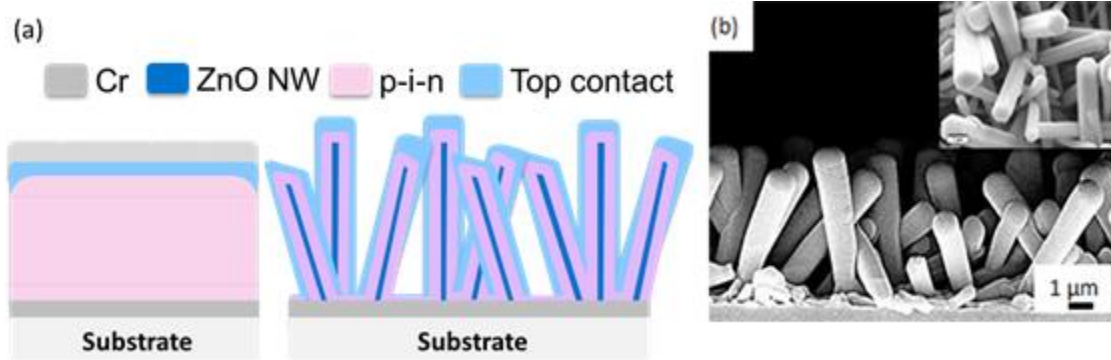 (a)
Cr ZnO NW p-i-n Top contact
Substrate
Substrate
(b)
1 μm